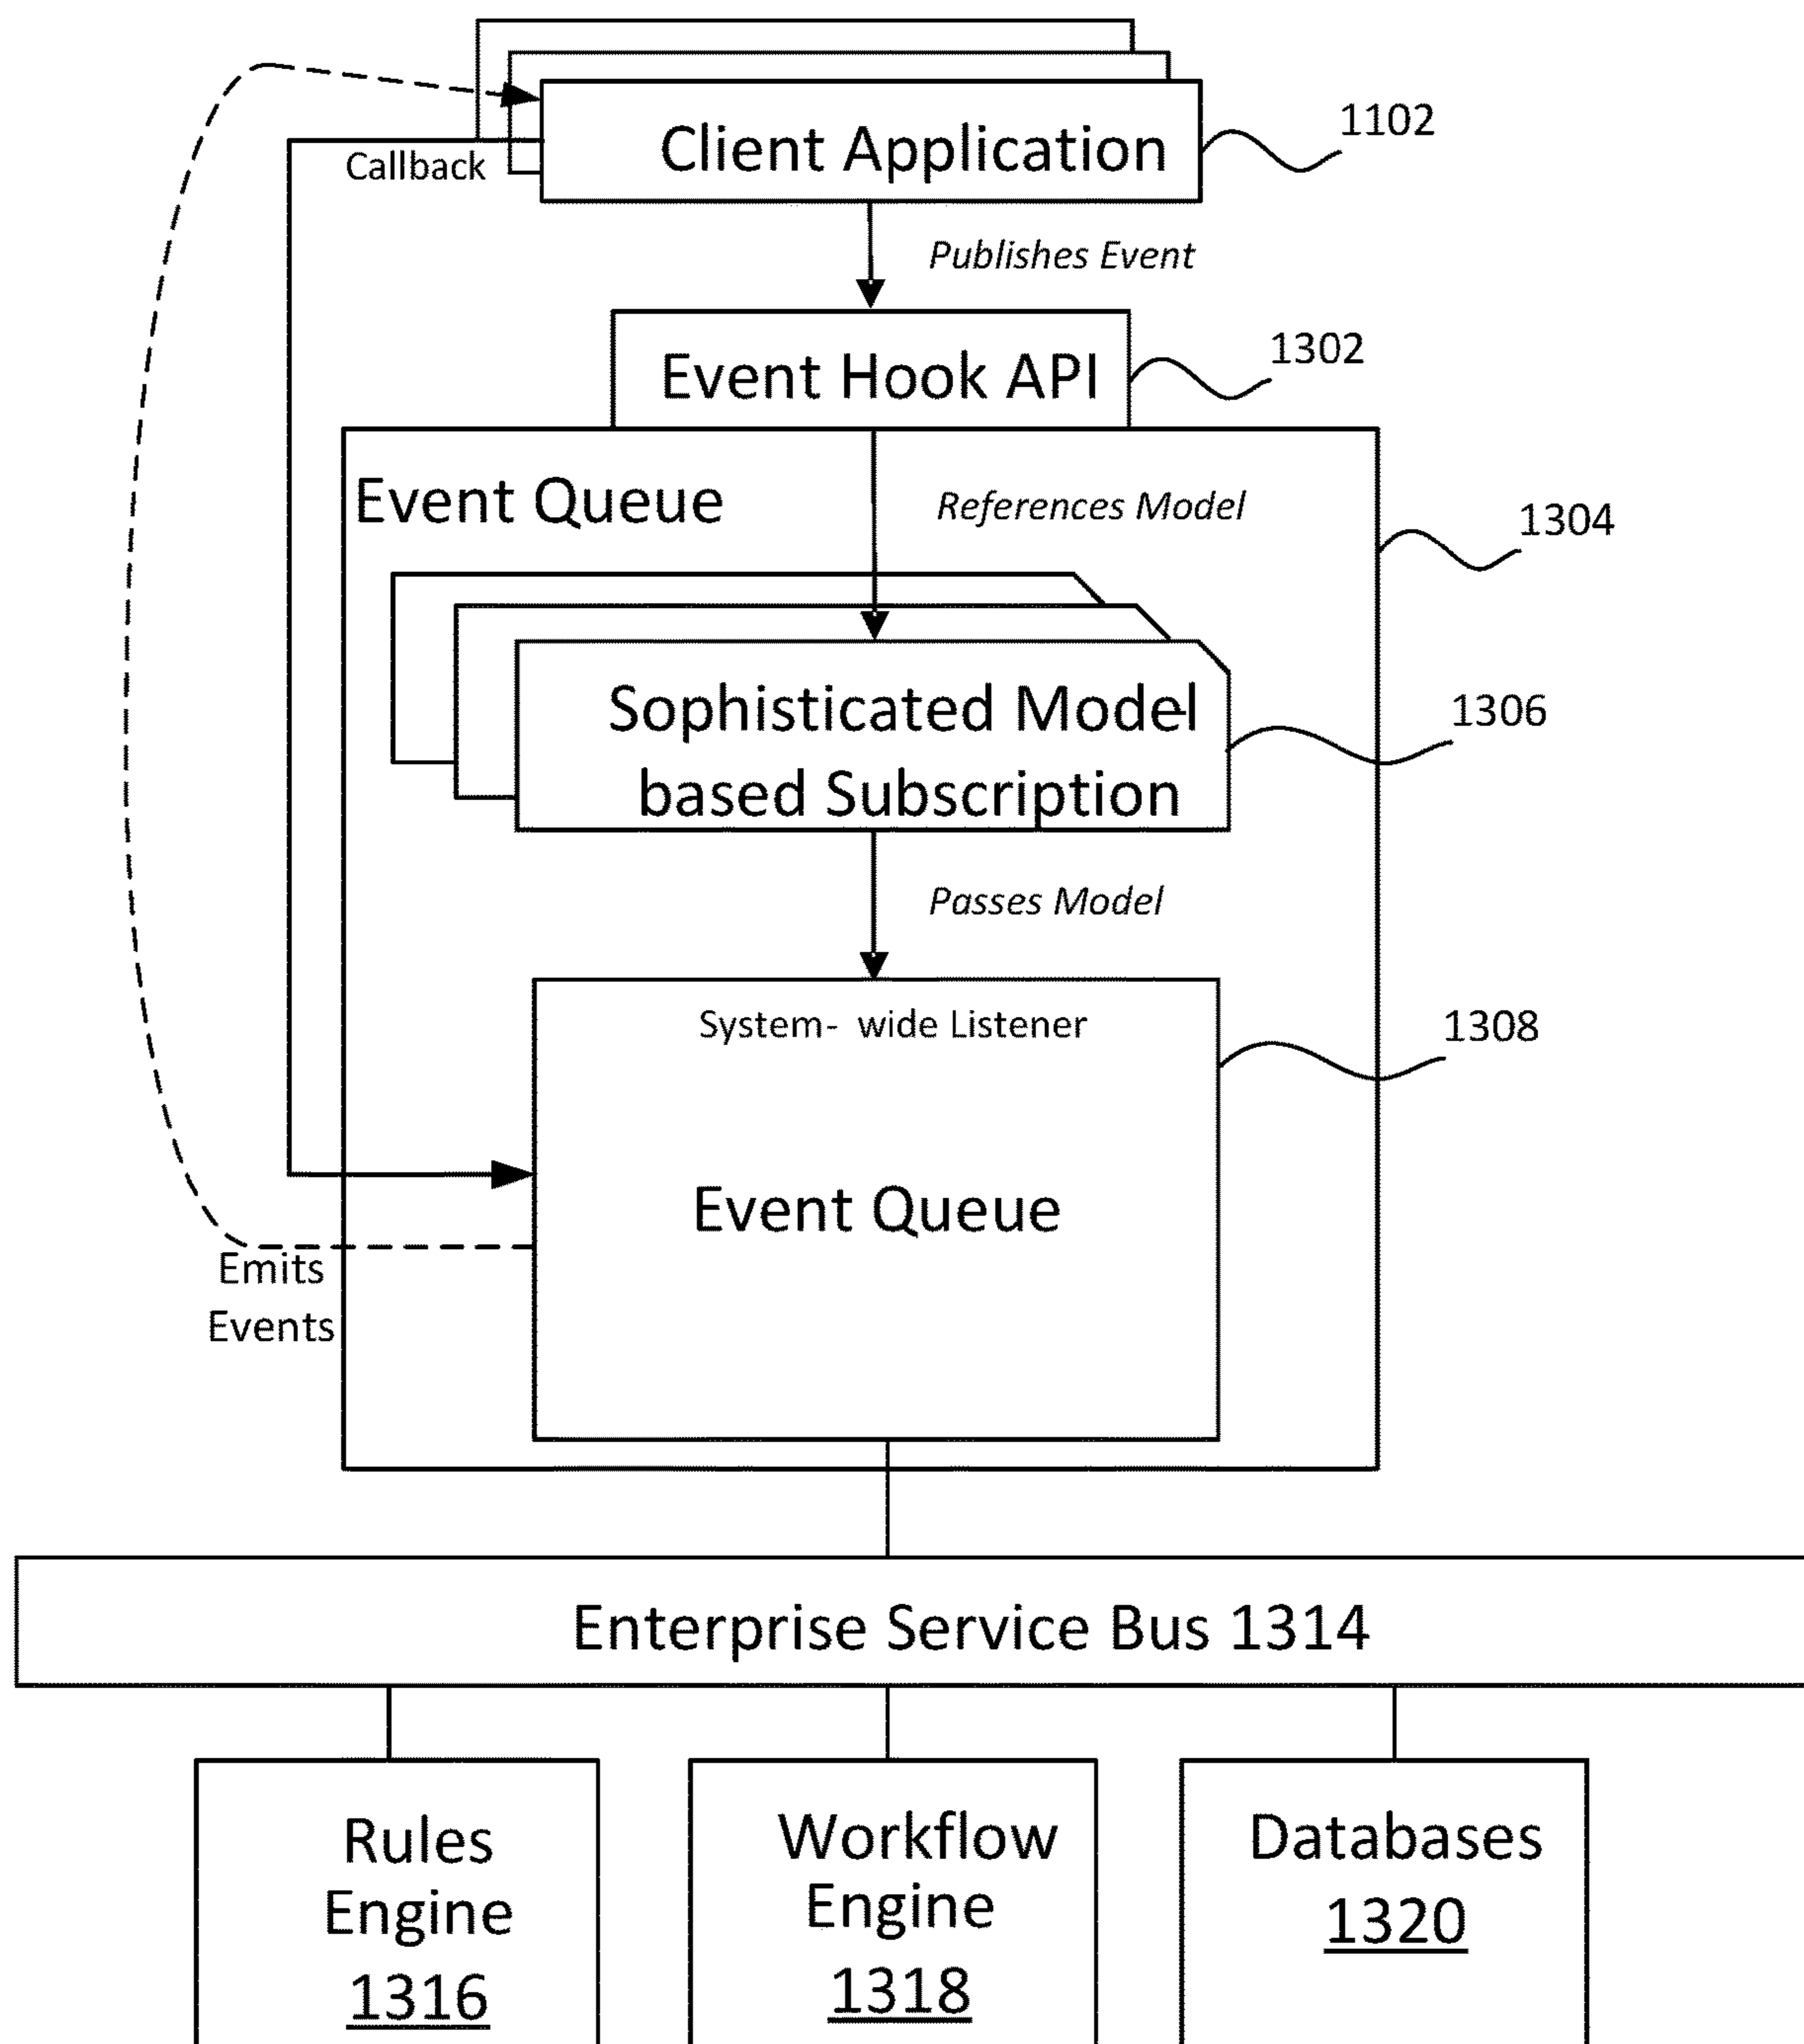 1102
Client Application
Callback
Publishes Event
1302
Event Hook API
Event Queue
References Model
1304
Sophisticated Model-
based Subscription
1306
Passes Model
System- wide Listener
1308
Event Queue
Emits
Events
Enterprise Service Bus 1314
Rules
Engine
1316
Workflow
Engine
1318
Databases
1320